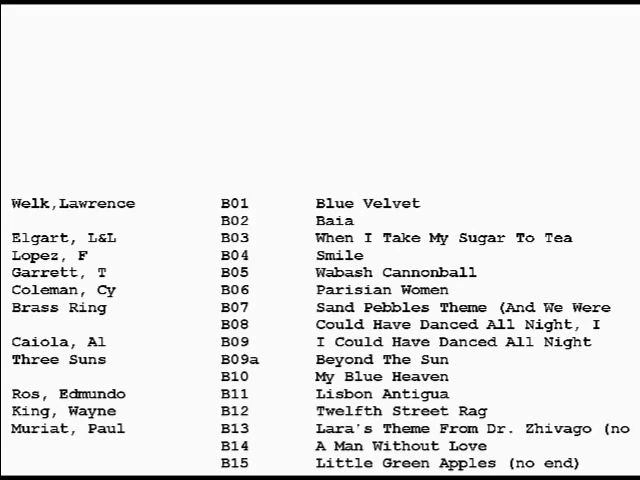 Welk,Lawrence B01 Blue Velvet
B02 Baia
Elgart, L&L B03 When I Take My Sugar To Tea
Lopez, F B04 Smile
Garrett, T B05 Wabash Cannonball
Coleman, Cy B06 Parisian Women
Brass Ring B07 Sand Pebbles Theme (And We Were
B08 Could Have Danced All Night, I
Caiola, Al B09 I Could Have Danced All Night
Three Suns B09a Beyond The Sun
B10 My Blue Heaven
Ros, Edmundo B11 Lisbon Antigua
King, Wayne B12 Twelfth Street Rag
Muriat, Paul B13 Lara's Theme From Dr. Zhivago (no
B14 A Man Without Love
B15 Little Green Apples (no end)